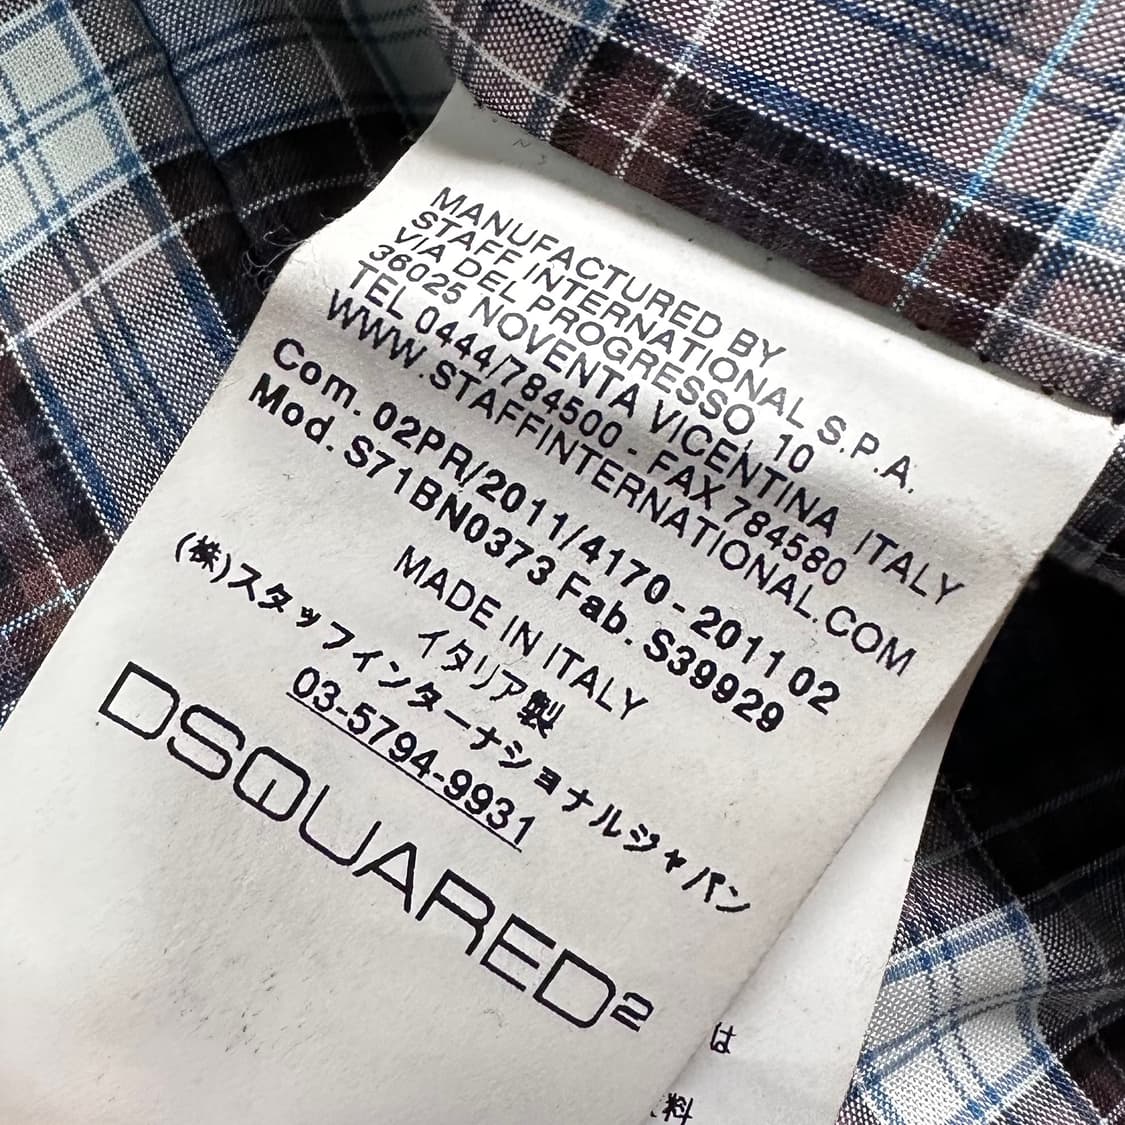 MANUFACTURED BY
STAFF INTERNATIONAL S.P.A.
VIA DEL PROGRESSO 10
36025 NOVENTA VICENTINA ITALY
TEL 0444/784500 - FAX 784580
WWW.STAFFINTERNATIONAL.COM
Com. 02PR/2011/4170 - 2011 02
Mod. S71BN0373 Fab. S39929
MADE IN ITALY
イタリア製
(株)スタッフインターナショナルジャパン
03-5794-9931
DSQUARED2
は
料